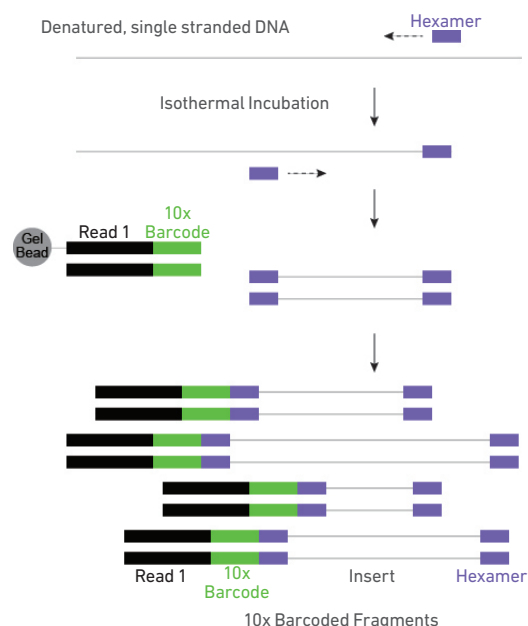 Hexamer
Denatured, single stranded DNA
Isothermal Incubation
10x
Read 1 Barcode
Gel
Bead
10x
Read 1 Insert Hexamer
Barcode
10x Barcoded Fragments